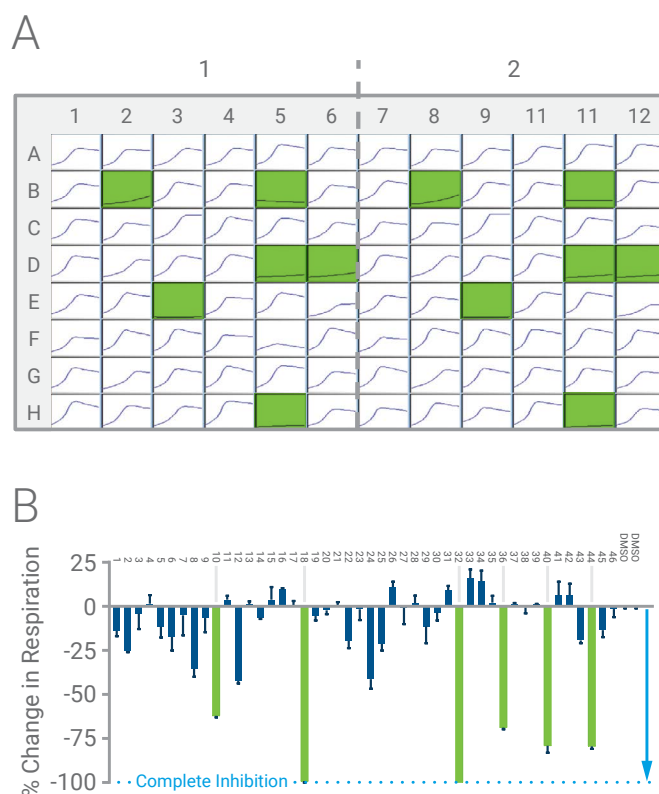 A
1 2
1 2 3 4 5 6 7 8 9 11 11 12
A
B
C
D
E
F
G
H
B
1 2 3 4 5 6 7 8 9 10 11 12 13 14 15 16 17 18 19 20 21 22 23 24 25 26 27 28 29 30 31 32 33 34 35 36 37 38 39 40 41 42 43 44 45 46 DMSO DMSO
% Change in Respiration
25
0
-25
-50
-75
-100
Complete Inhibition